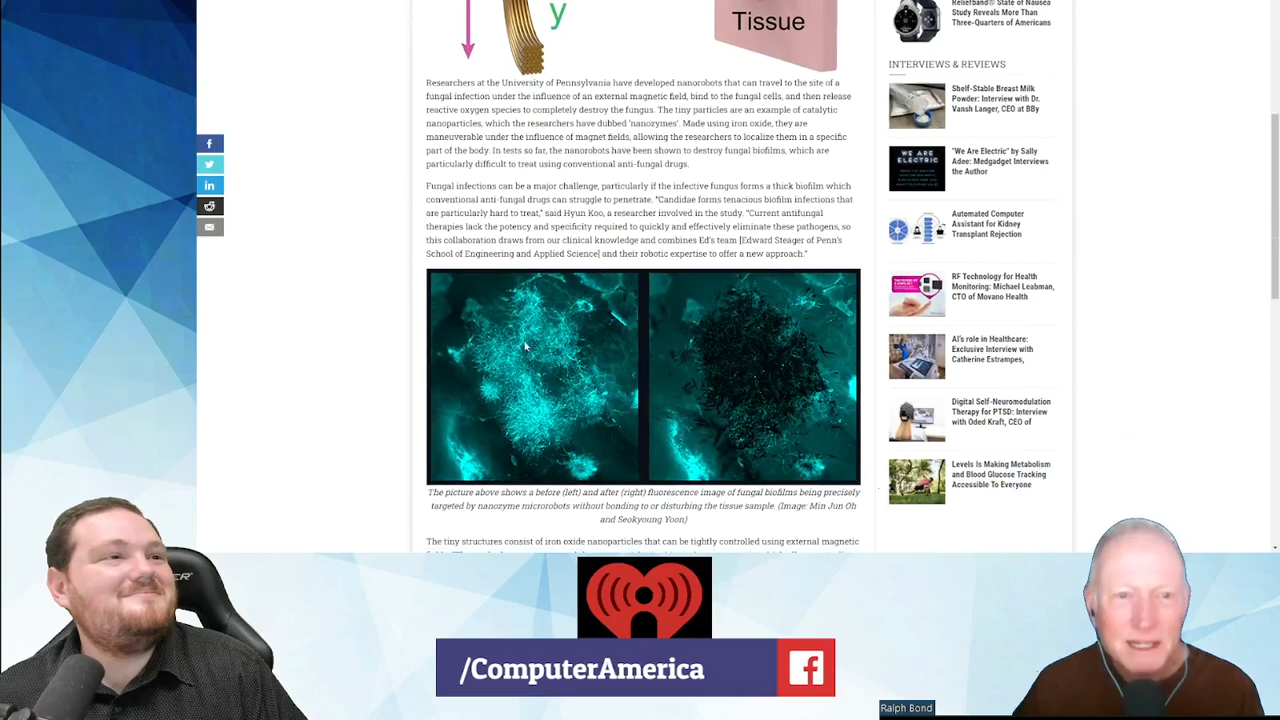 y
Tissue
Researchers at the University of Pennsylvania have developed nanorobots that can travel to the site of a
fungal infection under the influence of an external magnetic field, bind to the fungal cells, and then release
reactive oxygen species to completely destroy the fungus. The tiny particles are an example of catalytic
nanoparticles, which the researchers have dubbed 'nanozymes'. Made using iron oxide, they are
maneuverable under the influence of magnet fields, allowing the researchers to localize them in a specific
part of the body. In tests so far, the nanorobots have been shown to destroy fungal biofilms, which are
particularly difficult to treat using conventional anti-fungal drugs.
Fungal infections can be a major challenge, particularly if the infective fungus forms a thick biofilm which
conventional anti-fungal drugs can struggle to penetrate. "Candidae forms tenacious biofilm infections that
are particularly hard to treat," said Hyun Koo, a researcher involved in the study. "Current antifungal
therapies lack the potency and specificity required to quickly and effectively eliminate these pathogens, so
this collaboration draws from our clinical knowledge and combines Ed's team [Edward Steager of Penn's
School of Engineering and Applied Science] and their robotic expertise to offer a new approach."
The picture above shows a before (left) and after (right) fluorescence image of fungal biofilms being precisely
targeted by nanozyme microrobots without bonding to or disturbing the tissue sample. (Image: Min Jun Oh
and Seokyoung Yoon)
The tiny structures consist of iron oxide nanoparticles that can be tightly controlled using external magnetic
Reliefband® State of Nausea
Study Reveals More Than
Three-Quarters of Americans
INTERVIEWS & REVIEWS
Shelf-Stable Breast Milk
Powder: Interview with Dr.
Vansh Langer, CEO at BBy
WE ARE
ELECTRIC
"We Are Electric" by Sally
Adee: Medgadget Interviews
the Author
Automated Computer
Assistant for Kidney
Transplant Rejection
RF Technology for Health
Monitoring: Michael Leabman,
CTO of Movano Health
AI's role in Healthcare:
Exclusive Interview with
Catherine Estrampes,
Digital Self-Neuromodulation
Therapy for PTSD: Interview
with Oded Kraft, CEO of
Levels Is Making Metabolism
and Blood Glucose Tracking
Accessible To Everyone
/ComputerAmerica
Ralph Bond